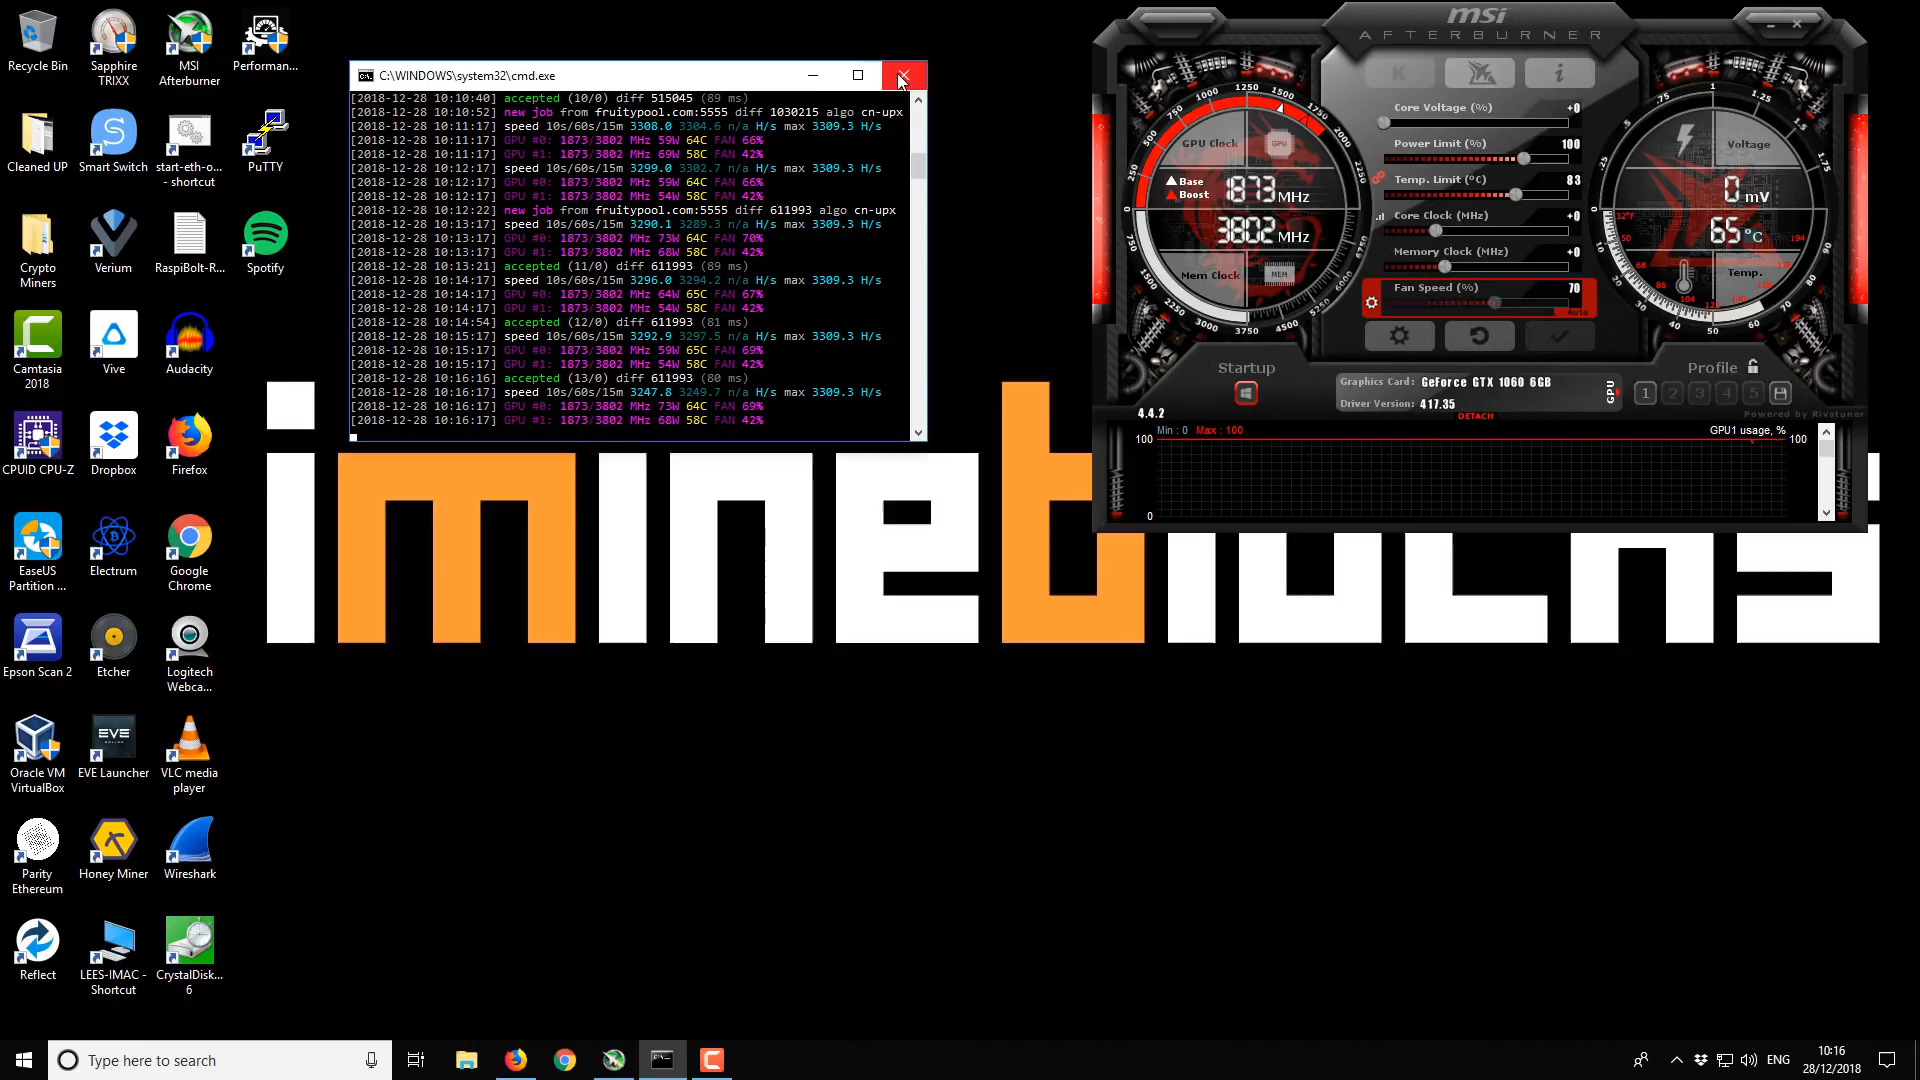 Recycle Bin
Sapphire TRIXX
MSI Afterburner
Performan...
Cleaned UP
Smart Switch
start-eth-o... - shortcut
PuTTY
Crypto Miners
Verium
RaspiBolt-R...
Spotify
Camtasia 2018
Vive
Audacity
CPUID CPU-Z
Dropbox
Firefox
EaseUS Partition ...
Electrum
Google Chrome
Epson Scan 2
Etcher
Logitech Webca...
Oracle VM VirtualBox
EVE Launcher
VLC media player
Parity Ethereum
Honey Miner
Wireshark
Reflect
LEES-IMAC - Shortcut
CrystalDisk... 6
C:\WINDOWS\system32\cmd.exe
[2018-12-28 10:10:40] accepted (10/0) diff 515045 (89 ms)
[2018-12-28 10:10:52] new job from fruitypool.com:5555 diff 1030215 algo cn-upx
[2018-12-28 10:11:17] speed 10s/60s/15m 3308.0 3304.6 n/a H/s max 3309.3 H/s
[2018-12-28 10:11:17] GPU #0: 1873/3802 MHz 59W 64C FAN 66%
[2018-12-28 10:11:17] GPU #1: 1873/3802 MHz 69W 58C FAN 42%
[2018-12-28 10:12:17] speed 10s/60s/15m 3299.0 3302.7 n/a H/s max 3309.3 H/s
[2018-12-28 10:12:17] GPU #0: 1873/3802 MHz 59W 64C FAN 66%
[2018-12-28 10:12:17] GPU #1: 1873/3802 MHz 54W 58C FAN 42%
[2018-12-28 10:12:22] new job from fruitypool.com:5555 diff 611993 algo cn-upx
[2018-12-28 10:13:17] speed 10s/60s/15m 3290.1 3289.3 n/a H/s max 3309.3 H/s
[2018-12-28 10:13:17] GPU #0: 1873/3802 MHz 73W 64C FAN 70%
[2018-12-28 10:13:17] GPU #1: 1873/3802 MHz 68W 58C FAN 42%
[2018-12-28 10:13:21] accepted (11/0) diff 611993 (89 ms)
[2018-12-28 10:14:17] speed 10s/60s/15m 3296.0 3294.2 n/a H/s max 3309.3 H/s
[2018-12-28 10:14:17] GPU #0: 1873/3802 MHz 64W 65C FAN 67%
[2018-12-28 10:14:17] GPU #1: 1873/3802 MHz 54W 58C FAN 42%
[2018-12-28 10:14:54] accepted (12/0) diff 611993 (81 ms)
[2018-12-28 10:15:17] speed 10s/60s/15m 3292.9 3297.5 n/a H/s max 3309.3 H/s
[2018-12-28 10:15:17] GPU #0: 1873/3802 MHz 59W 65C FAN 69%
[2018-12-28 10:15:17] GPU #1: 1873/3802 MHz 54W 58C FAN 42%
[2018-12-28 10:16:16] accepted (13/0) diff 611993 (80 ms)
[2018-12-28 10:16:17] speed 10s/60s/15m 3247.8 3249.7 n/a H/s max 3309.3 H/s
[2018-12-28 10:16:17] GPU #0: 1873/3802 MHz 73W 64C FAN 69%
[2018-12-28 10:16:17] GPU #1: 1873/3802 MHz 68W 58C FAN 42%
msi
AFTERBURNER
K
i
Core Voltage (%) +0
Power Limit (%) 100
Temp. Limit (°C) 83
Core Clock (MHz) +0
Memory Clock (MHz) +0
Fan Speed (%) 70
Auto
GPU Clock
GPU
Base
Boost
1873 MHz
3802 MHz
Mem Clock
MEM
Voltage
0 mV
65 °C
Temp.
Startup
Profile
Graphics Card: GeForce GTX 1060 6GB
Driver Version: 417.35
GPU
1 2 3 4 5
4.4.2
DETACH
Powered by Rivatuner
Min : 0 Max : 100
GPU1 usage, %
100
100
0
Type here to search
ENG
10:16
28/12/2018